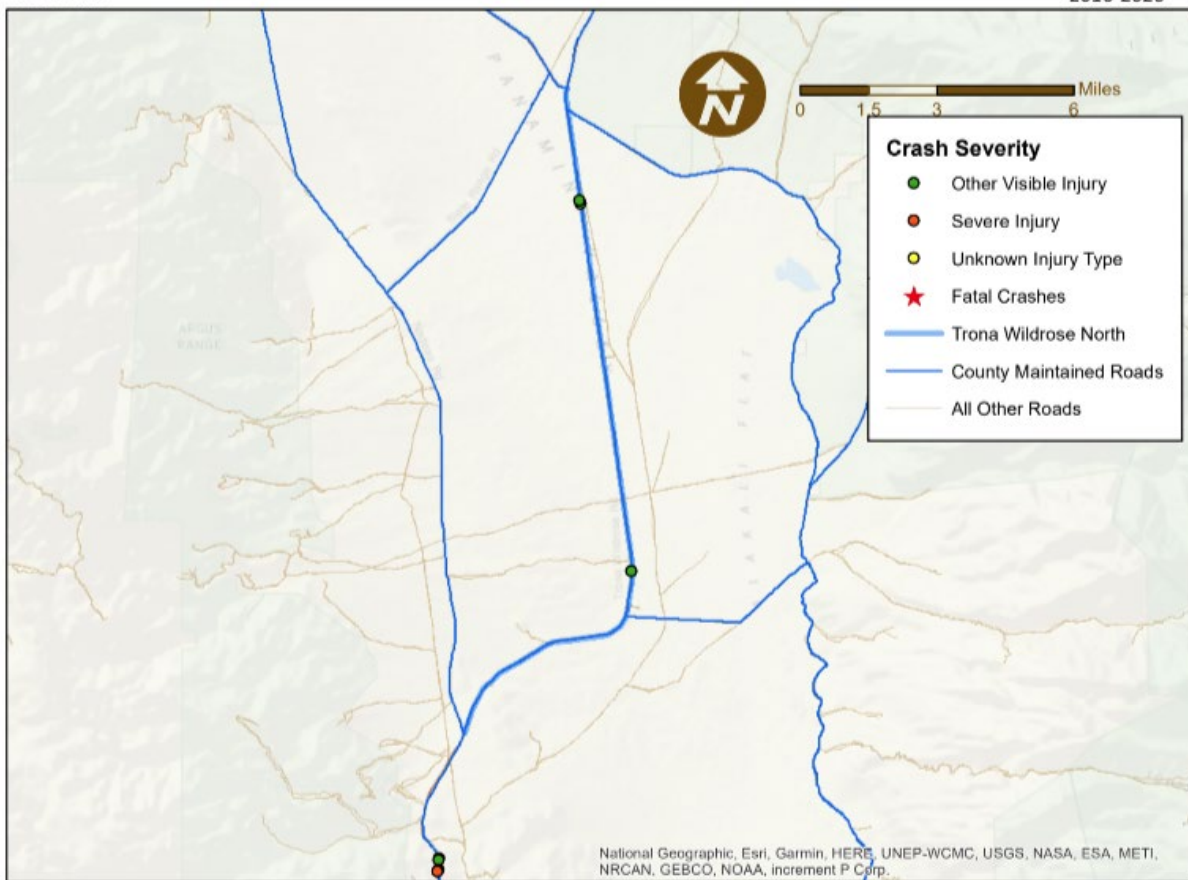 PANAMINT
N
Miles
0 1.5 3 6
Crash Severity
Other Visible Injury
Severe Injury
Unknown Injury Type
Fatal Crashes
Trona Wildrose North
County Maintained Roads
All Other Roads
ARGUS
RANGE
National Geographic, Esri, Garmin, HERE, UNEP-WCMC, USGS, NASA, ESA, METI,
NRCAN, GEBCO, NOAA, increment P Corp.